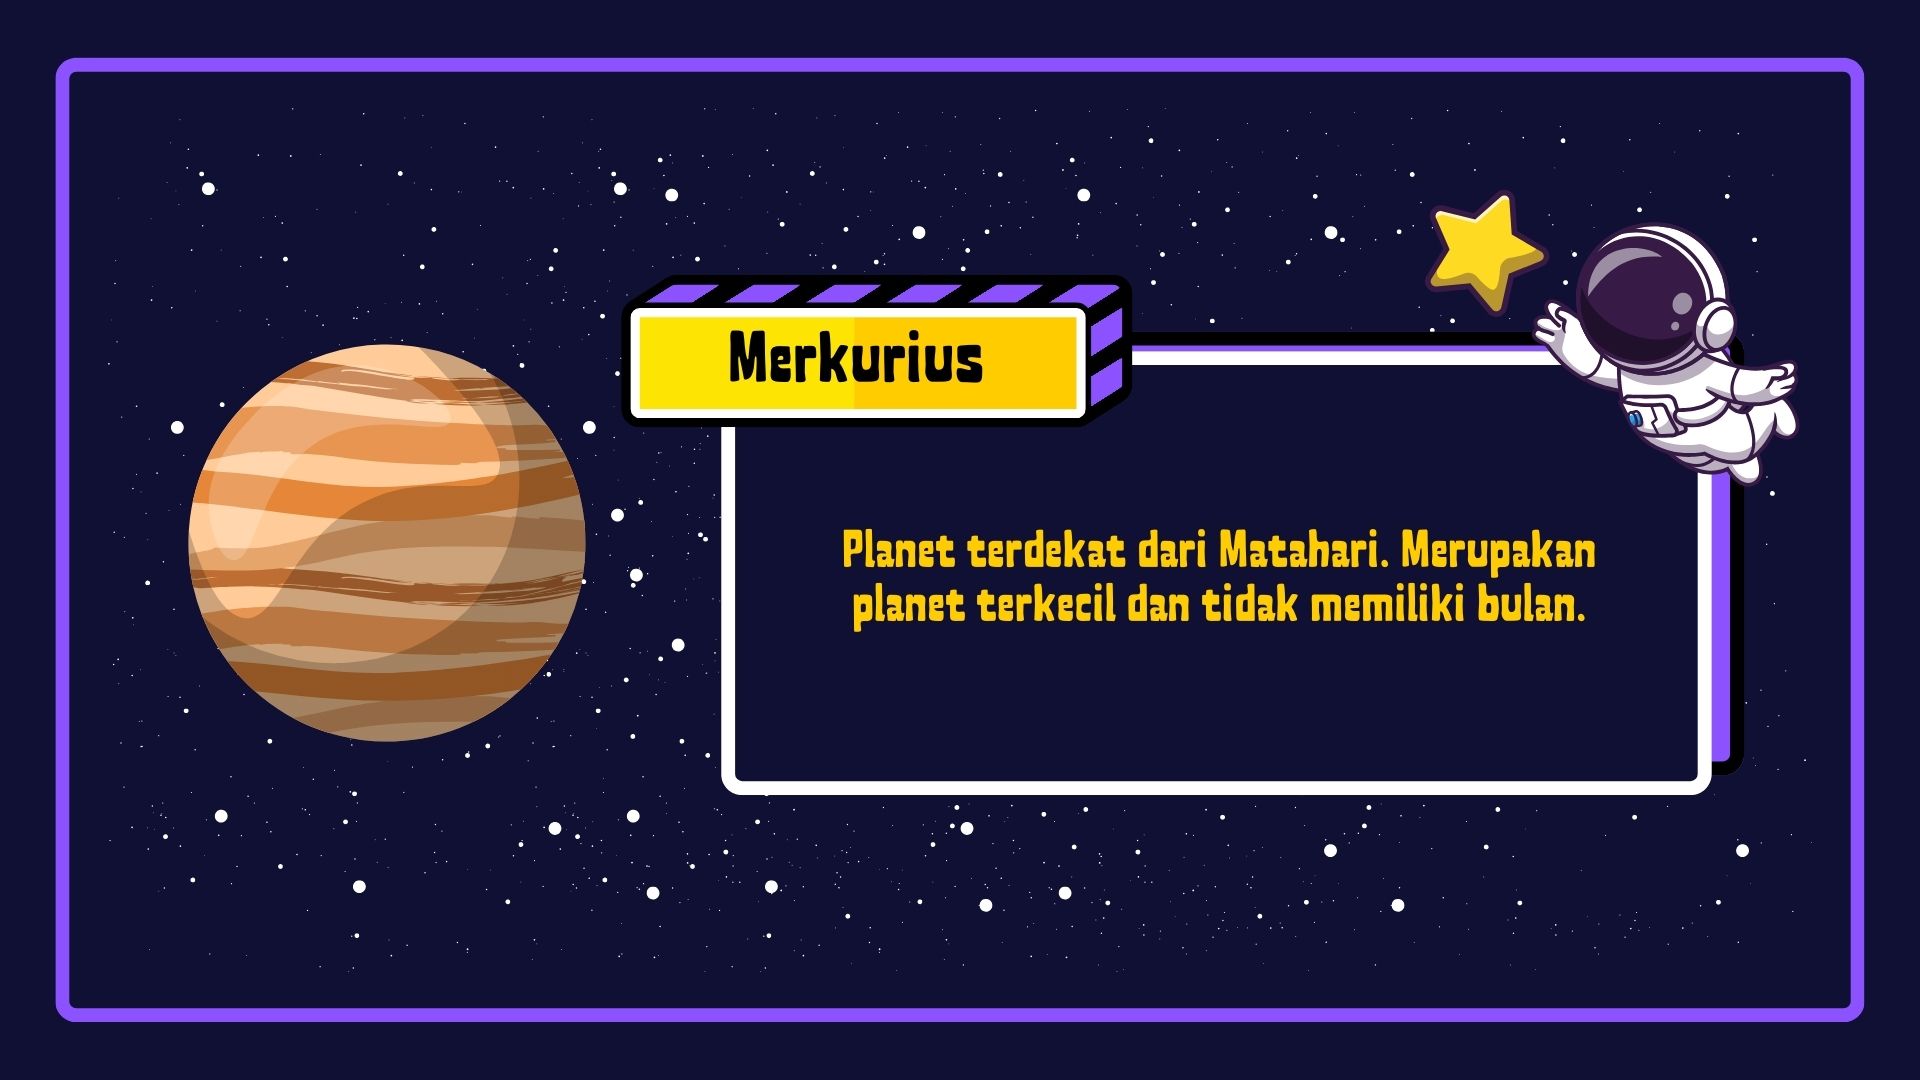 Merkurius
Planet terdekat dari Matahari. Merupakan
planet terkecil dan tidak memiliki bulan.